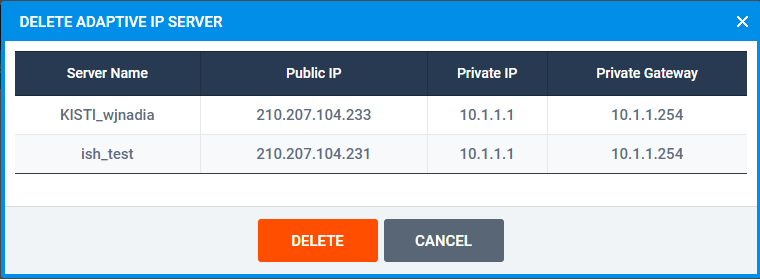 DELETE ADAPTIVE IP SERVER
Server Name Public IP Private IP Private Gateway
KISTI_wjnadia 210.207.104.233 10.1.1.1 10.1.1.254
ish_test 210.207.104.231 10.1.1.1 10.1.1.254
DELETE CANCEL